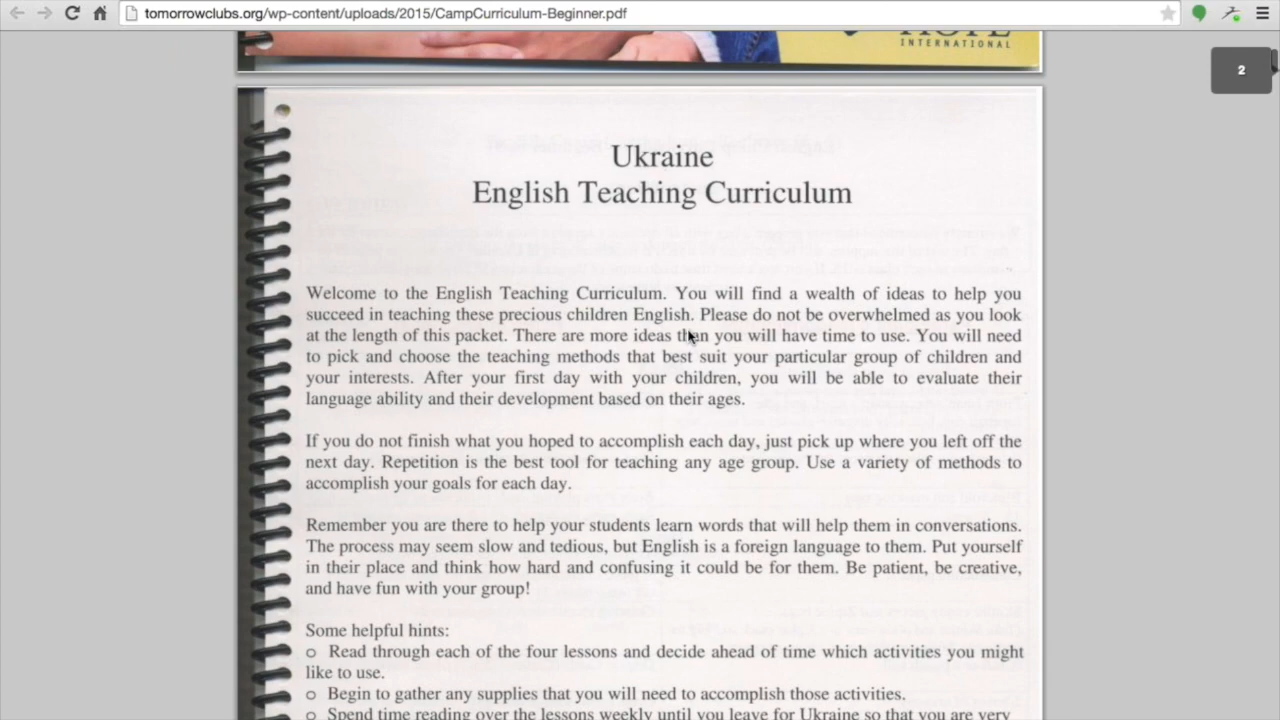 tomorrowclubs.org/wp-content/uploads/2015/CampCurriculum-Beginner.pdf
INTERNATIONAL
2
Ukraine
English Teaching Curriculum
Welcome to the English Teaching Curriculum. You will find a wealth of ideas to help you
succeed in teaching these precious children English. Please do not be overwhelmed as you look
at the length of this packet. There are more ideas then you will have time to use. You will need
to pick and choose the teaching methods that best suit your particular group of children and
your interests. After your first day with your children, you will be able to evaluate their
language ability and their development based on their ages.
If you do not finish what you hoped to accomplish each day, just pick up where you left off the
next day. Repetition is the best tool for teaching any age group. Use a variety of methods to
accomplish your goals for each day.
Remember you are there to help your students learn words that will help them in conversations.
The process may seem slow and tedious, but English is a foreign language to them. Put yourself
in their place and think how hard and confusing it could be for them. Be patient, be creative,
and have fun with your group!
Some helpful hints:
o Read through each of the four lessons and decide ahead of time which activities you might
like to use.
o Begin to gather any supplies that you will need to accomplish those activities.
o Spend time reading over the lessons weekly until you leave for Ukraine so that you are very